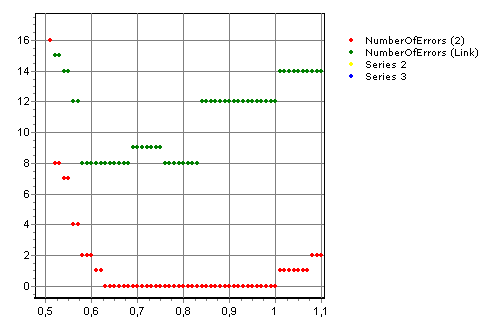 16
14
12
10
8
6
4
2
0
0,5 0,6 0,7 0,8 0,9 1 1,1
NumberOfErrors (2)
NumberOfErrors (Link)
Series 2
Series 3